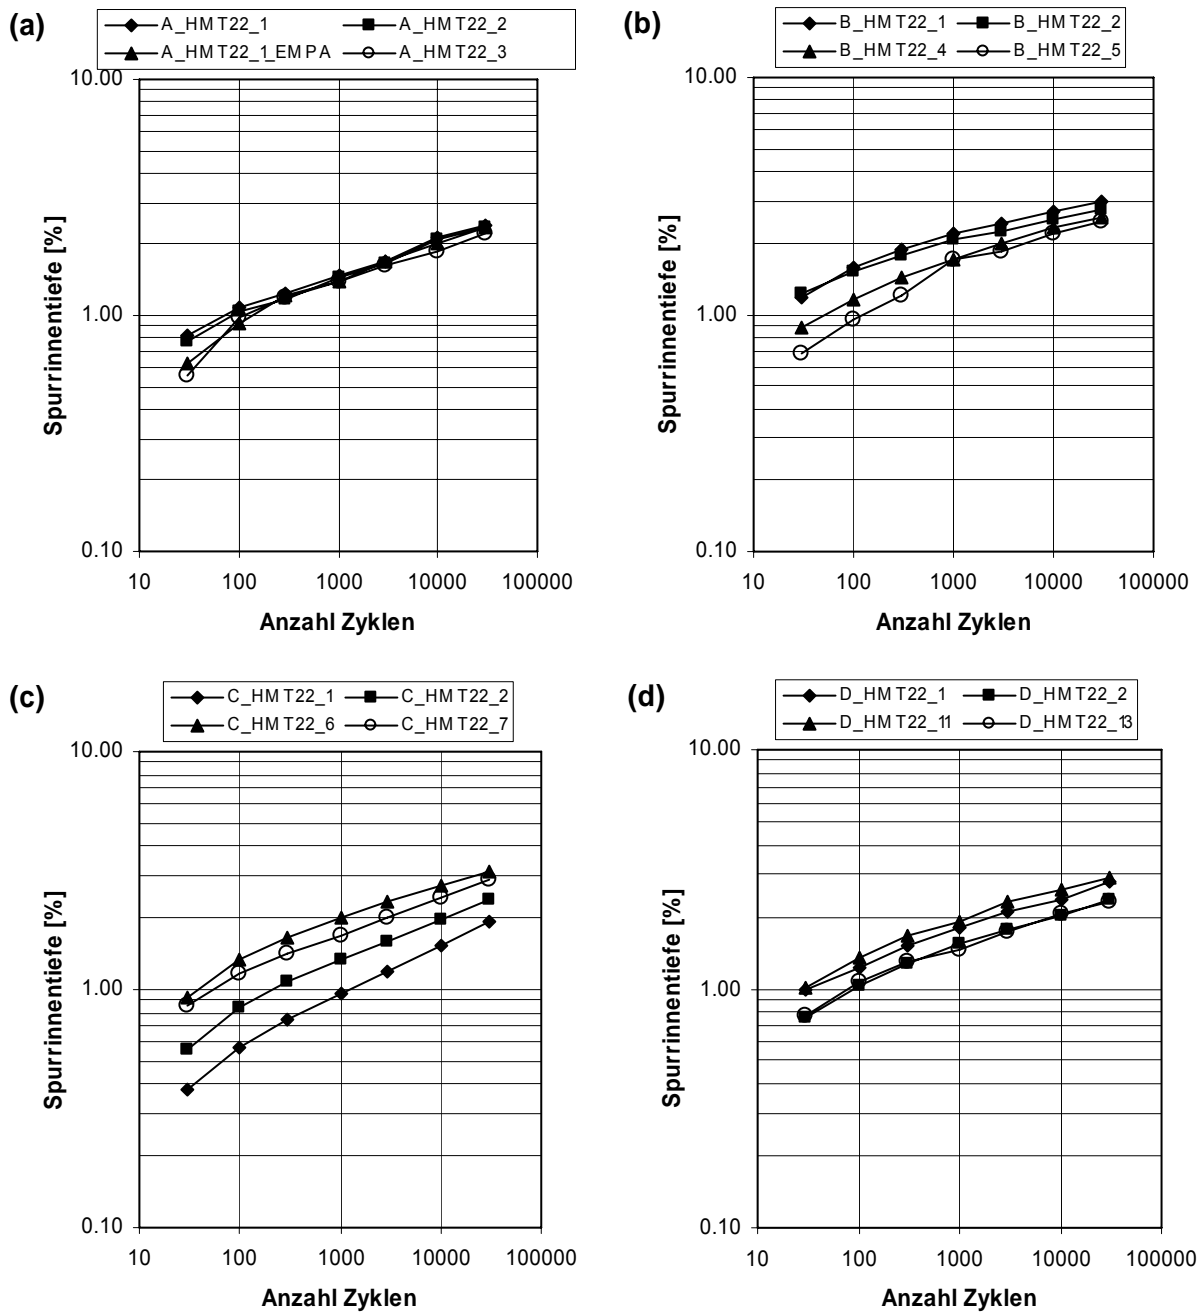 (a)
A_HMT22_1 A_HMT22_2
A_HMT22_1_EMPA A_HMT22_3
10.00
1.00
0.10
Spurrinnentiefe [%]
10 100 1000 10000 100000
Anzahl Zyklen
(b)
B_HMT22_1 B_HMT22_2
B_HMT22_4 B_HMT22_5
10.00
1.00
0.10
Spurrinnentiefe [%]
10 100 1000 10000 100000
Anzahl Zyklen
(c)
C_HMT22_1 C_HMT22_2
C_HMT22_6 C_HMT22_7
10.00
1.00
0.10
Spurrinnentiefe [%]
10 100 1000 10000 100000
Anzahl Zyklen
(d)
D_HMT22_1 D_HMT22_2
D_HMT22_11 D_HMT22_13
10.00
1.00
0.10
Spurrinnentiefe [%]
10 100 1000 10000 100000
Anzahl Zyklen